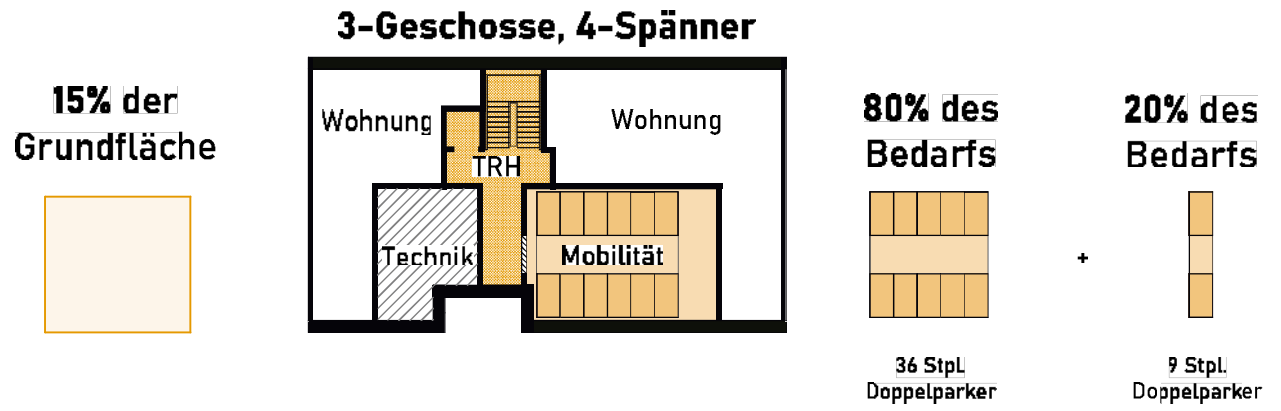 3-Geschosse, 4-Spänner
15% der
Grundfläche
Wohnung
Wohnung
TRH
Technik
Mobilität
80% des
Bedarfs
+
20% des
Bedarfs
36 Stpl.
Doppelparker
9 Stpl.
Doppelparker